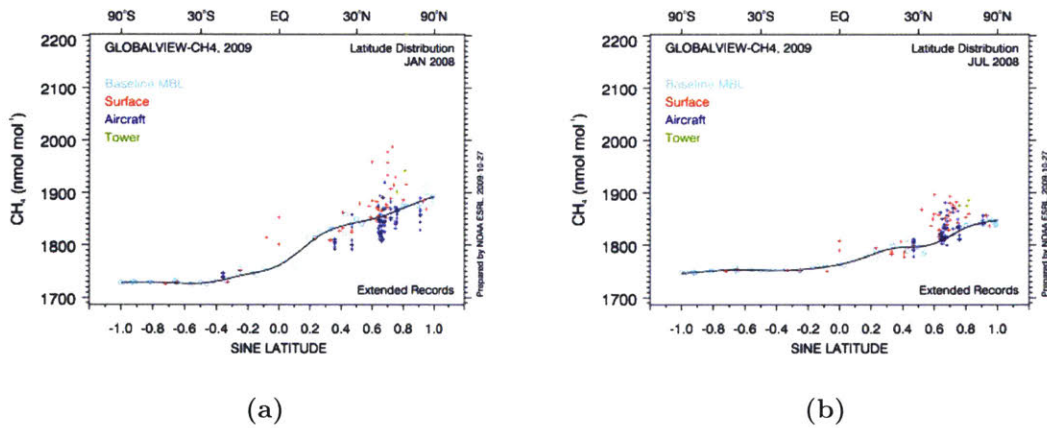 90°S 30°S EQ 30°N 90°N
2200
2100
2000
1900
1800
1700
CH₄ (nmol mol⁻¹)
GLOBALVIEW-CH4, 2009
Latitude Distribution
JAN 2008
Baseline MBL
Surface
Aircraft
Tower
Extended Records
Prepared by NOAA ESRL 2009-10-27
-1.0 -0.8 -0.6 -0.4 -0.2 0.0 0.2 0.4 0.6 0.8 1.0
SINE LATITUDE
(a)
90°S 30°S EQ 30°N 90°N
2200
2100
2000
1900
1800
1700
CH₄ (nmol mol⁻¹)
GLOBALVIEW-CH4, 2009
Latitude Distribution
JUL 2008
Baseline MBL
Surface
Aircraft
Tower
Extended Records
Prepared by NOAA ESRL 2009-10-27
-1.0 -0.8 -0.6 -0.4 -0.2 0.0 0.2 0.4 0.6 0.8 1.0
SINE LATITUDE
(b)